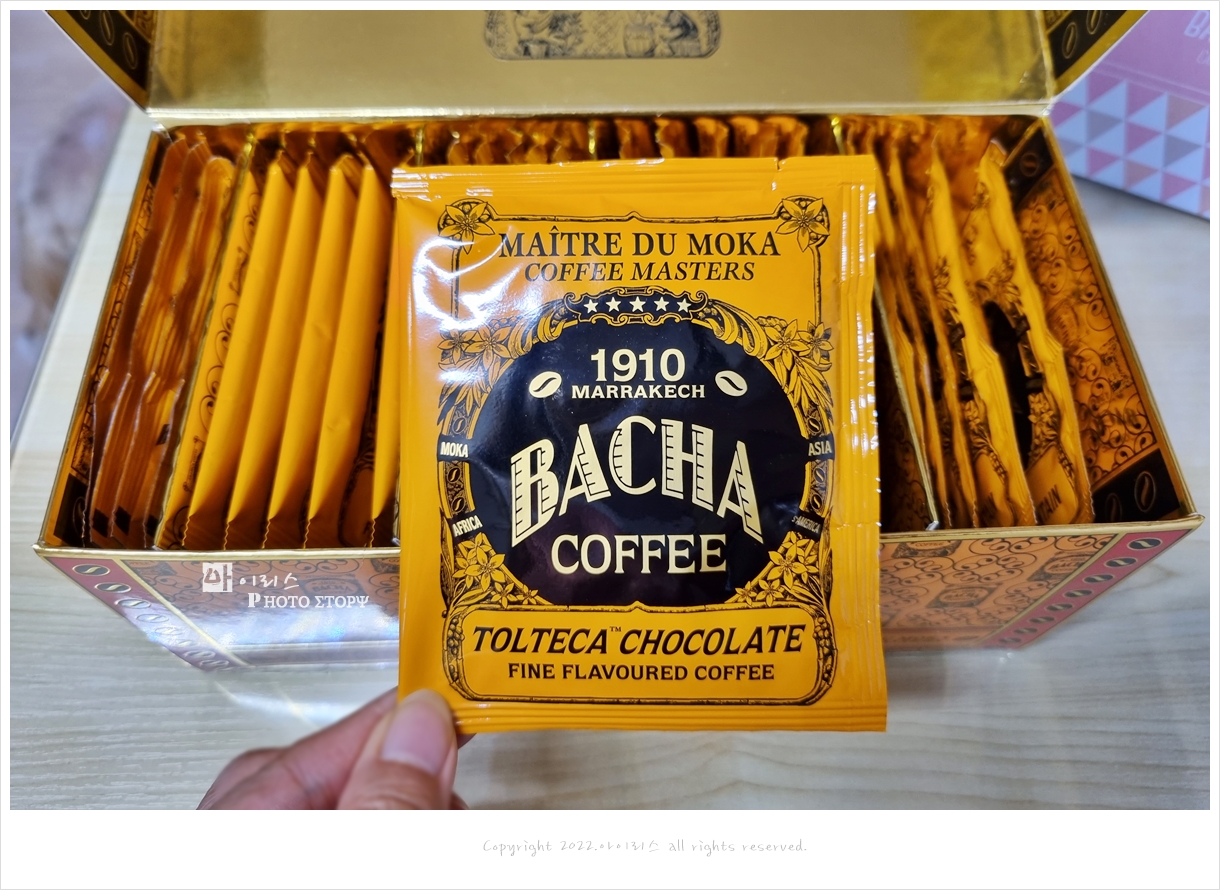 MAÎTRE DU MOKA
COFFEE MASTERS
1910
MARRAKECH
MOKA
ASIA
BACHA
AFRICA
S. AMERICA
COFFEE
TOLTECA™ CHOCOLATE
FINE FLAVOURED COFFEE
아이리스
PHOTO ΣTOPΨ
Copyright 2022.아이리스 all rights reserved.